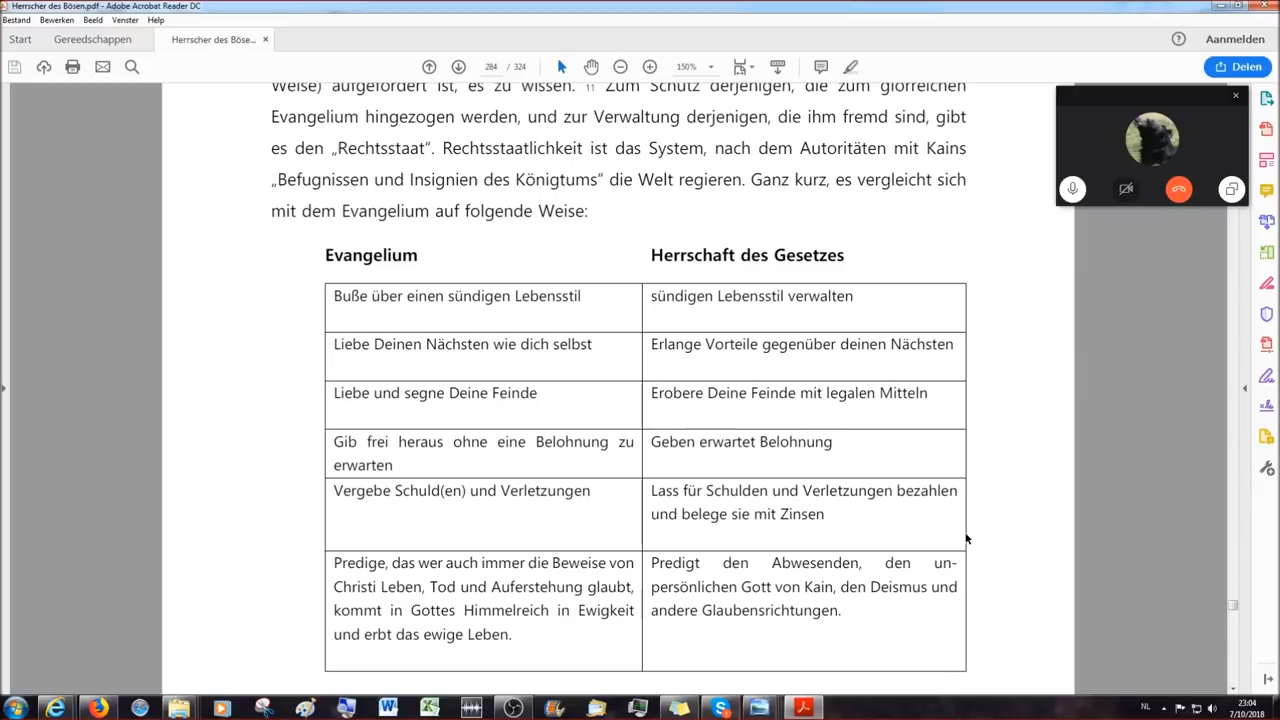 Herrscher des Bösen.pdf - Adobe Acrobat Reader DC
Bestand Bewerken Beeld Venster Help
Start Gereedschappen Herrscher des Böse... ×
Aanmelden
284 / 324 150% Delen
Weise) aufgefordert ist, es zu wissen. 11 Zum Schutz derjenigen, die zum glorreichen
Evangelium hingezogen werden, und zur Verwaltung derjenigen, die ihm fremd sind, gibt
es den „Rechtsstaat“. Rechtsstaatlichkeit ist das System, nach dem Autoritäten mit Kains
„Befugnissen und Insignien des Königtums“ die Welt regieren. Ganz kurz, es vergleicht sich
mit dem Evangelium auf folgende Weise:
Evangelium Herrschaft des Gesetzes
Buße über einen sündigen Lebensstil sündigen Lebensstil verwalten
Liebe Deinen Nächsten wie dich selbst Erlange Vorteile gegenüber deinen Nächsten
Liebe und segne Deine Feinde Erobere Deine Feinde mit legalen Mitteln
Gib frei heraus ohne eine Belohnung zu
erwarten
Geben erwartet Belohnung
Vergebe Schuld(en) und Verletzungen
Lass für Schulden und Verletzungen bezahlen
und belege sie mit Zinsen
Predige, das wer auch immer die Beweise von
Christi Leben, Tod und Auferstehung glaubt,
kommt in Gottes Himmelreich in Ewigkeit
und erbt das ewige Leben.
Predigt den Abwesenden, den un-
persönlichen Gott von Kain, den Deismus und
andere Glaubensrichtungen.
NL
23:04
7/10/2018